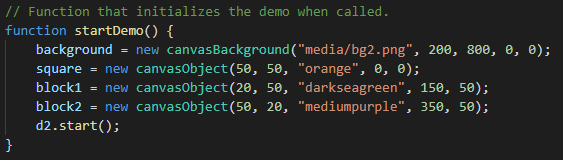 // Function that initializes the demo when called.
function startDemo() {
    background = new canvasBackground("media/bg2.png", 200, 800, 0, 0);
    square = new canvasObject(50, 50, "orange", 0, 0);
    block1 = new canvasObject(20, 50, "darkseagreen", 150, 50);
    block2 = new canvasObject(50, 20, "mediumpurple", 350, 50);
    d2.start();
}